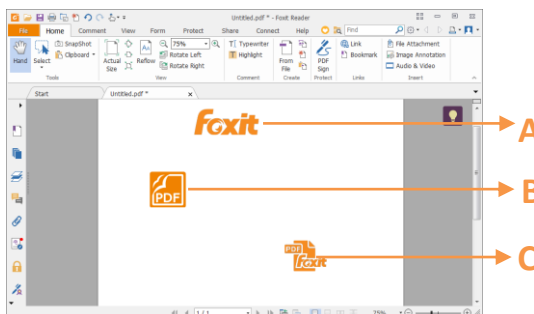 Untitled.pdf * - Foxit Reader
File Home Comment View Form Protect Share Connect Help Find
SnapShot 75% Rotate Left Typewriter Link File Attachment
Clipboard Highlight Bookmark Image Annotation
Hand Select Actual Size Reflow Rotate Right From File PDF Sign Audio & Video
Tools View Comment Create Protect Links Insert
Start Untitled.pdf * x
foxit A
PDF B
PDF foxit C
1 / 1 75%